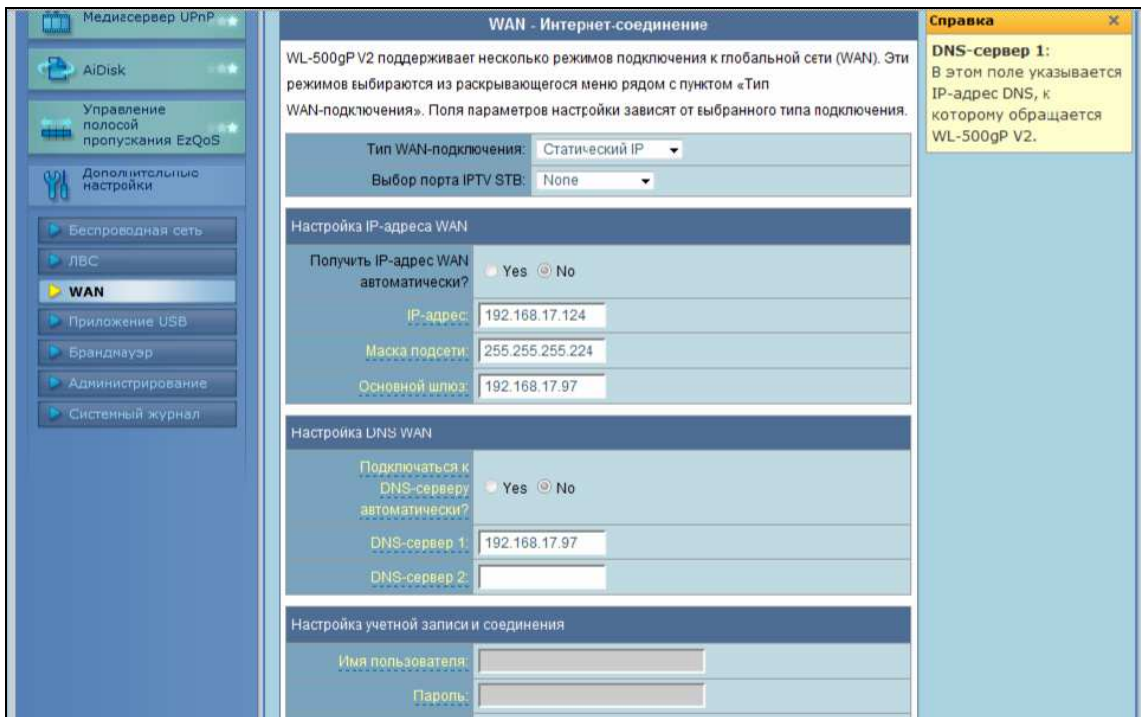 Медиасервер UPnP
AiDisk
Управление
полосой
пропускания EzQoS
Дополнительные
настройки
Беспроводная сеть
ЛВС
WAN
Приложение USB
Брандмауэр
Администрирование
Системный журнал
WAN - Интернет-соединение
WL-500gP V2 поддерживает несколько режимов подключения к глобальной сети (WAN). Эти
режимов выбираются из раскрывающегося меню рядом с пунктом «Тип
WAN-подключения». Поля параметров настройки зависят от выбранного типа подключения.
Тип WAN-подключения: Статический IP
Выбор порта IPTV STB: None
Настройка IP-адреса WAN
Получить IP-адрес WAN
автоматически?
Yes No
IP-адрес: 192.168.17.124
Маска подсети: 255.255.255.224
Основной шлюз: 192.168.17.97
Настройка DNS WAN
Подключаться к
DNS-серверу
автоматически?
Yes No
DNS-сервер 1: 192.168.17.97
DNS-сервер 2:
Настройка учетной записи и соединения
Имя пользователя:
Пароль:
Справка x
DNS-сервер 1:
В этом поле указывается
IP-адрес DNS, к
которому обращается
WL-500gP V2.